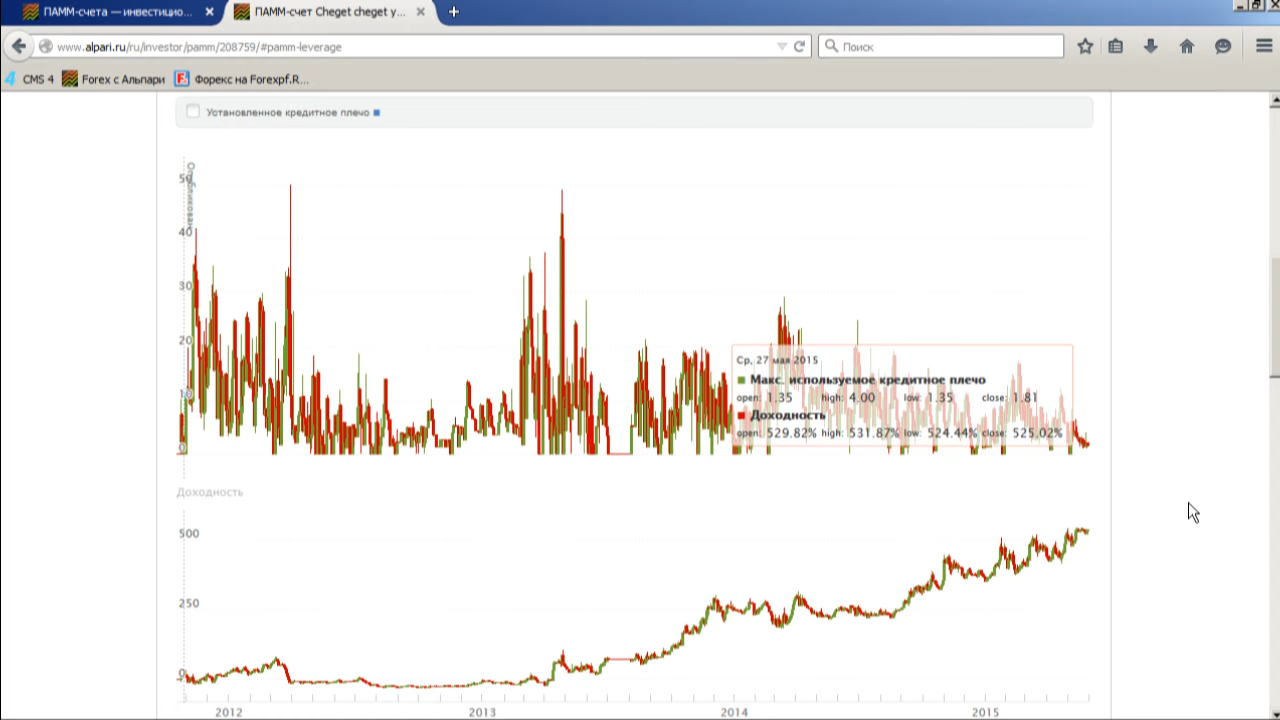 ПАММ-счета — инвестицио...
ПАММ-счет Cheget cheget y...
www.alpari.ru/ru/investor/pamm/208759/#pamm-leverage
Поиск
CMS 4
Forex с Альпари
Форекс на Forexpf.R...
Установленное кредитное плечо
Опубликован
50
40
30
20
10
0
Ср, 27 мая 2015
Макс. используемое кредитное плечо
open: 1.35 high: 4.00 low: 1.35 close: 1.81
Доходность
open: 529.82% high: 531.87% low: 524.44% close: 525.02%
Доходность
500
250
0
2012 2013 2014 2015